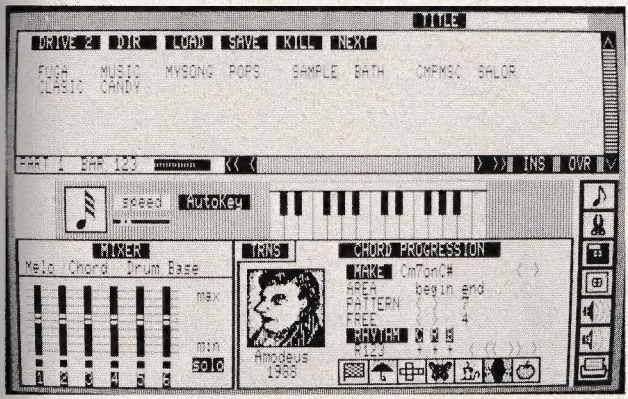 TITLE
DRIVE 2 DIR LOAD SAVE KILL NEXT
FUGA MUSIC MYSONG POPS SAMPLE BATH CMPMSC SALOR
CLASIC CANDY
PART 1 BAR 123 INS OVR
speed AutoKey
MIXER
Melo Chord Drum Base
max
min
solo
1 2 3 4 5 6
TRNS
Amodeus
1988
CHORD PROGRESSION
MAKE Cm7onC# < >
AREA begin end
PATTERN < > 7
FREE < > 4
RHYTHM C R B
R123 + + + < << >> >